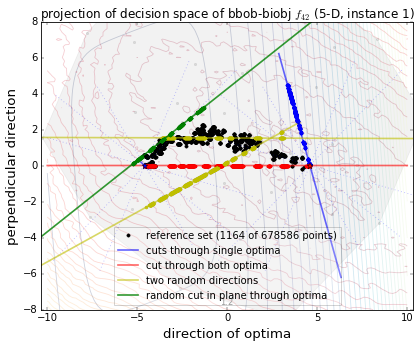 projection of decision space of bbob-biobj f42 (5-D, instance 1)
perpendicular direction
8
6
4
2
0
−2
−4
−6
−8
reference set (1164 of 678586 points)
cuts through single optima
cut through both optima
two random directions
random cut in plane through optima
−10
−5
0
5
10
direction of optima